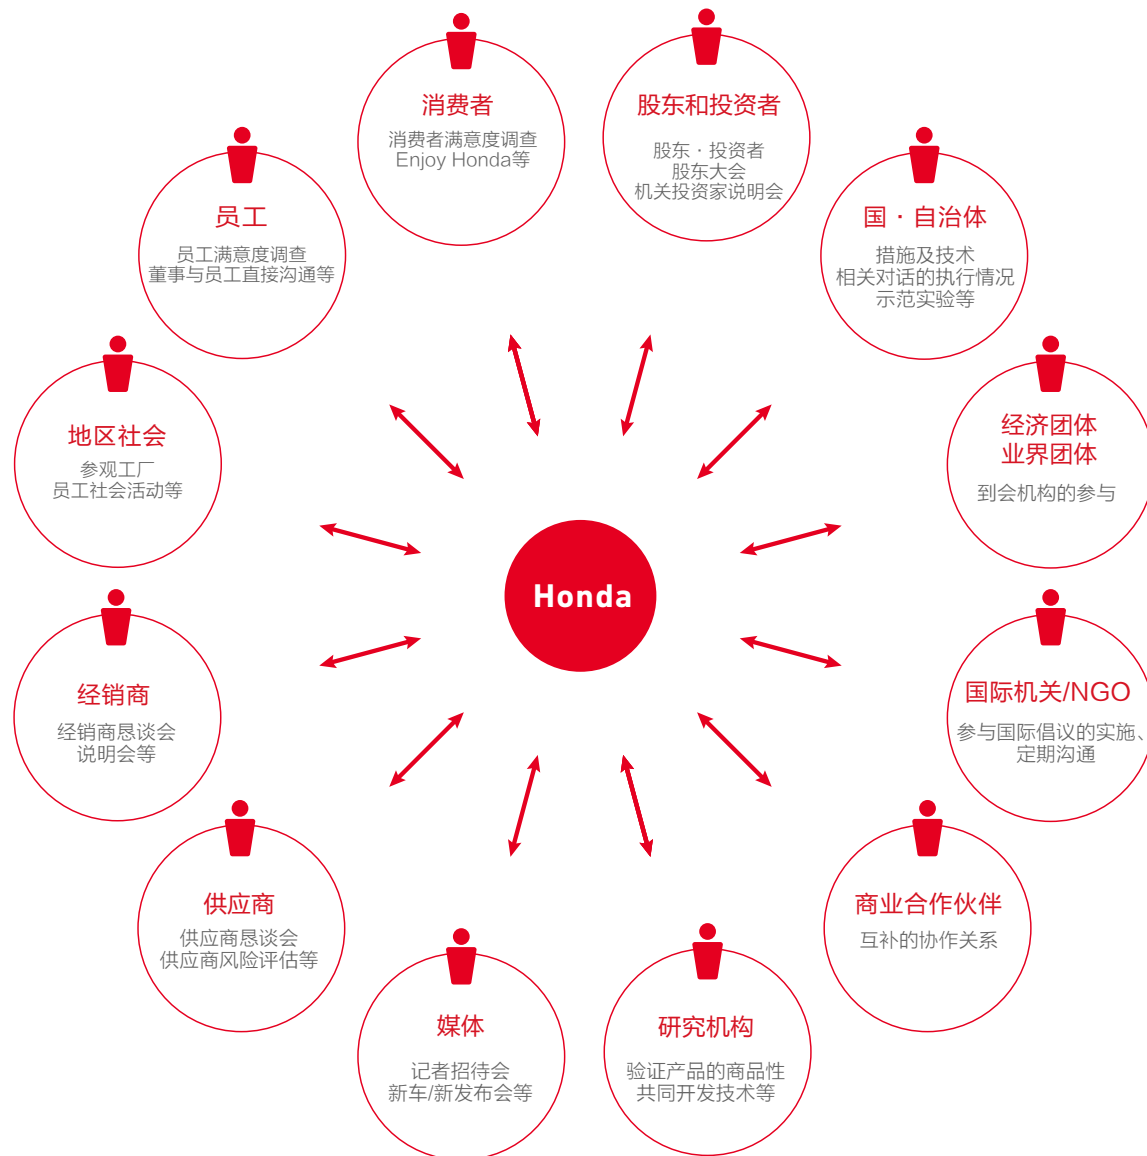 消费者
消费者满意度调查
Enjoy Honda等
股东和投资者
股东・投资者
股东大会
机关投资家说明会
国・自治体
措施及技术
相关对话的执行情况
示范实验等
经济团体
业界团体
到会机构的参与
国际机关/NGO
参与国际倡议的实施、
定期沟通
商业合作伙伴
互补的协作关系
研究机构
验证产品的商品性
共同开发技术等
媒体
记者招待会
新车/新发布会等
供应商
供应商恳谈会
供应商风险评估等
经销商
经销商恳谈会
说明会等
地区社会
参观工厂
员工社会活动等
员工
员工满意度调查
董事与员工直接沟通等
Honda